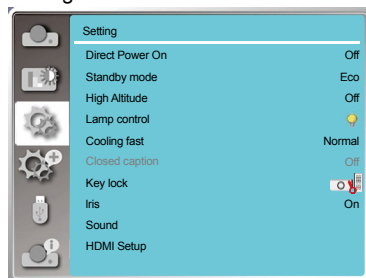 Setting
Direct Power On Off
Standby mode Eco
High Altitude Off
Lamp control
Cooling fast Normal
Closed caption Off
Key lock
Iris On
Sound
HDMI Setup